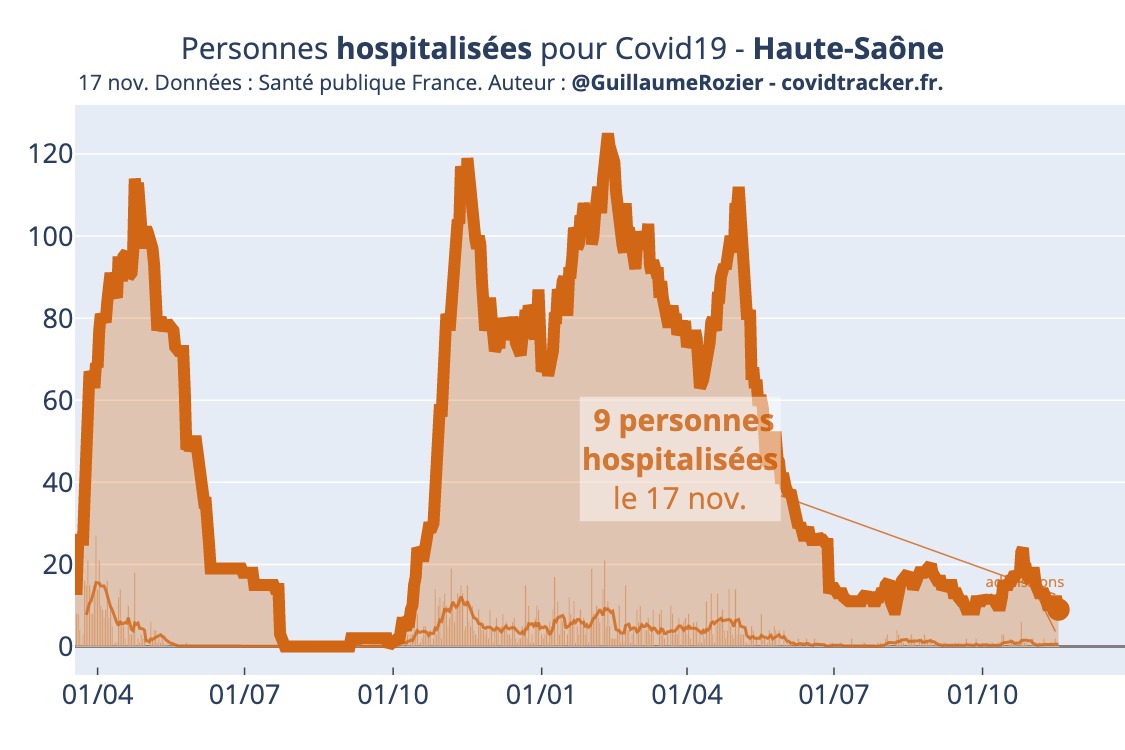 Personnes hospitalisées pour Covid19 - Haute-Saône
17 nov. Données : Santé publique France. Auteur : @GuillaumeRozier - covidtracker.fr.
120
100
80
60
40
20
0
9 personnes
hospitalisées
le 17 nov.
admissions
01/04
01/07
01/10
01/01
01/04
01/07
01/10